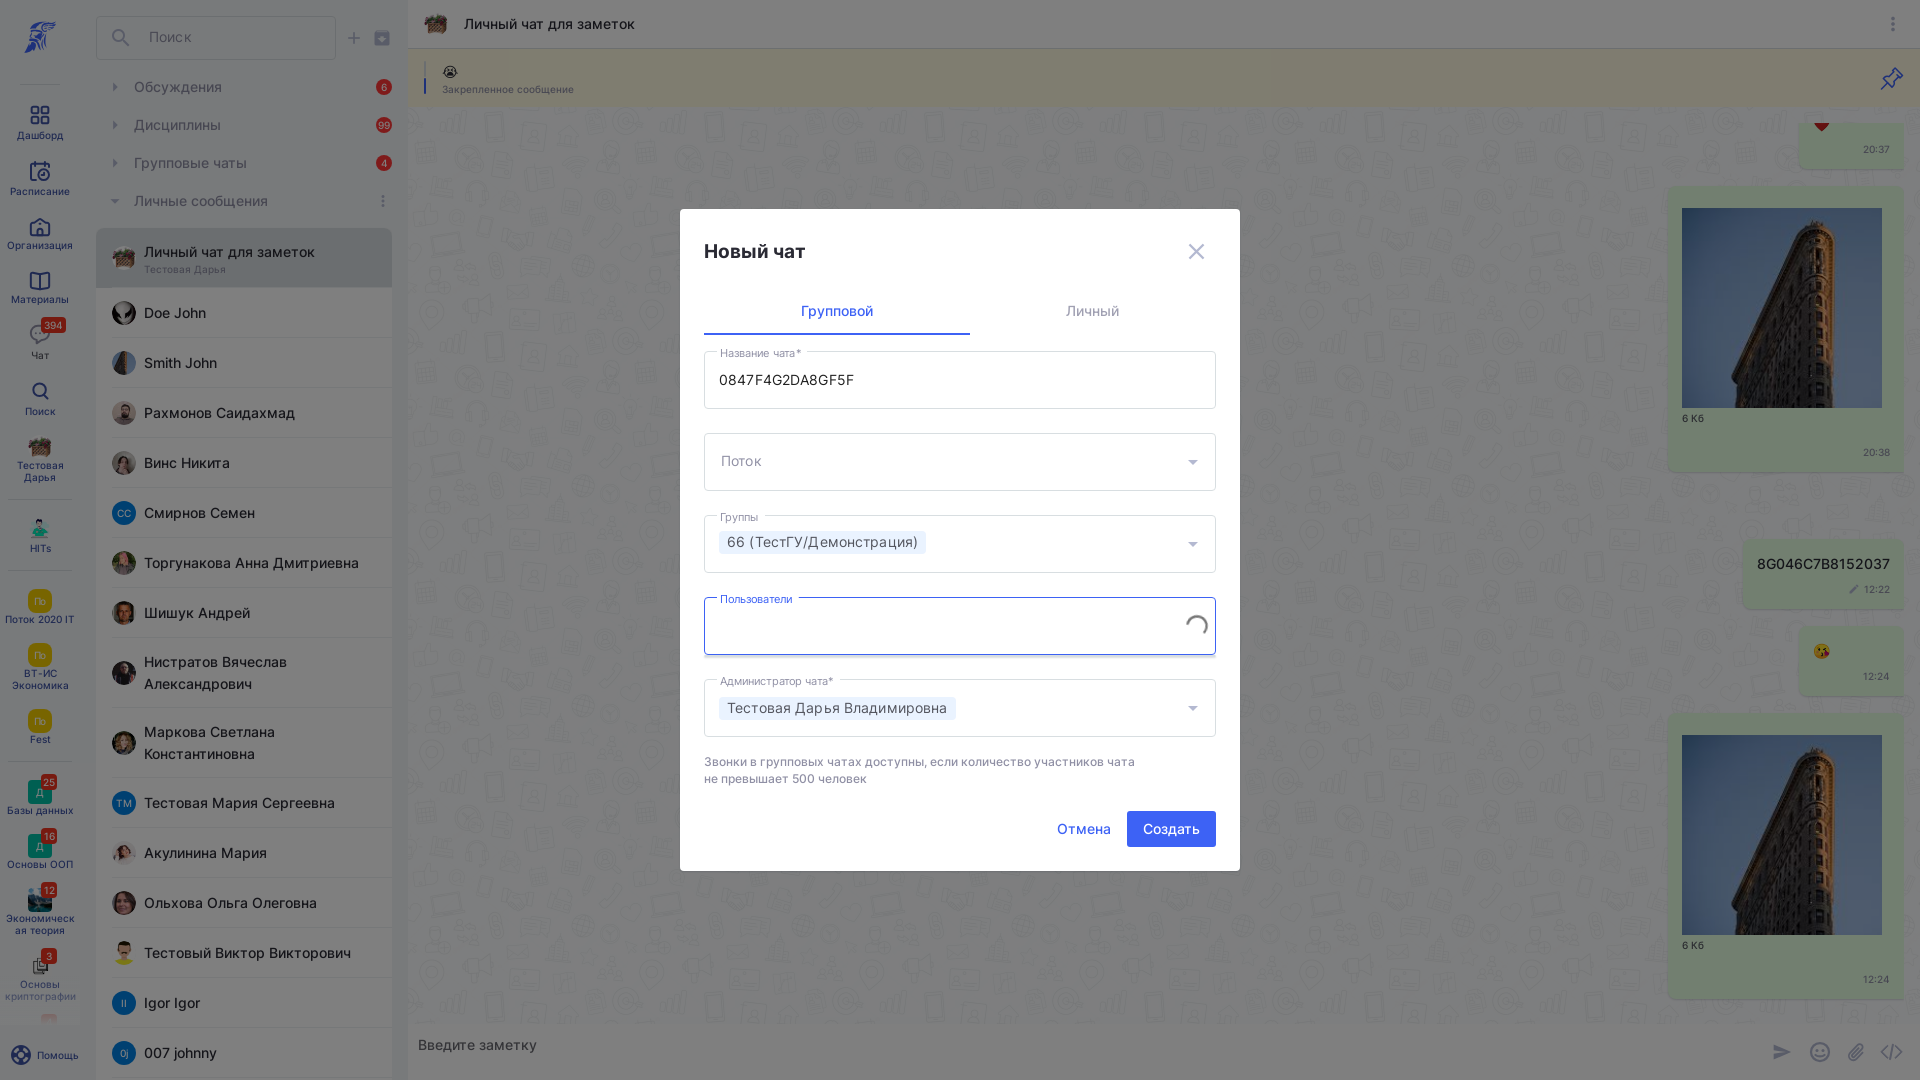 Дашборд
Расписание
Организация
Материалы
394
Чат
Поиск
Тестовая
Дарья
HITs
По
Поток 2020 IT
По
ВТ-ИС
Экономика
По
Fest
25
Д
Базы данных
16
Д
Основы ООП
12
Экономическ
ая теория
3
Основы
криптографии
Помощь
Поиск
Обсуждения
6
Дисциплины
99
Групповые чаты
4
Личные сообщения
Личный чат для заметок
Тестовая Дарья
Doe John
Smith John
Рахмонов Саидахмад
Винс Никита
СС
Смирнов Семен
Торгунакова Анна Дмитриевна
Шишук Андрей
Нистратов Вячеслав
Александрович
Маркова Светлана
Константиновна
ТМ
Тестовая Мария Сергеевна
Акулинина Мария
Ольхова Ольга Олеговна
Тестовый Виктор Викторович
II
Igor Igor
0j
007 johnny
Личный чат для заметок
😭
Закрепленное сообщение
20:37
6 Кб
20:38
8G046C7B8152037
12:22
😘
12:24
6 Кб
12:24
Введите заметку
Новый чат
Групповой
Личный
Название чата*
0847F4G2DA8GF5F
Поток
Группы
66 (ТестГУ/Демонстрация)
Пользователи
Администратор чата*
Тестовая Дарья Владимировна
Звонки в групповых чатах доступны, если количество участников чата
не превышает 500 человек
Отмена
Создать